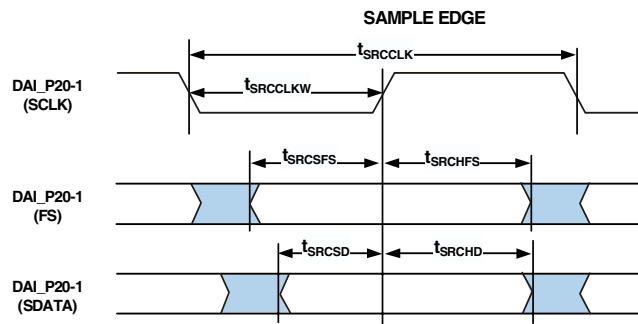 SAMPLE EDGE
tSRCCLK
DAI_P20-1
(SCLK)
tSRCCLKW
tSRCSFS
tSRCHFS
DAI_P20-1
(FS)
tSRCSD
tSRCHD
DAI_P20-1
(SDATA)